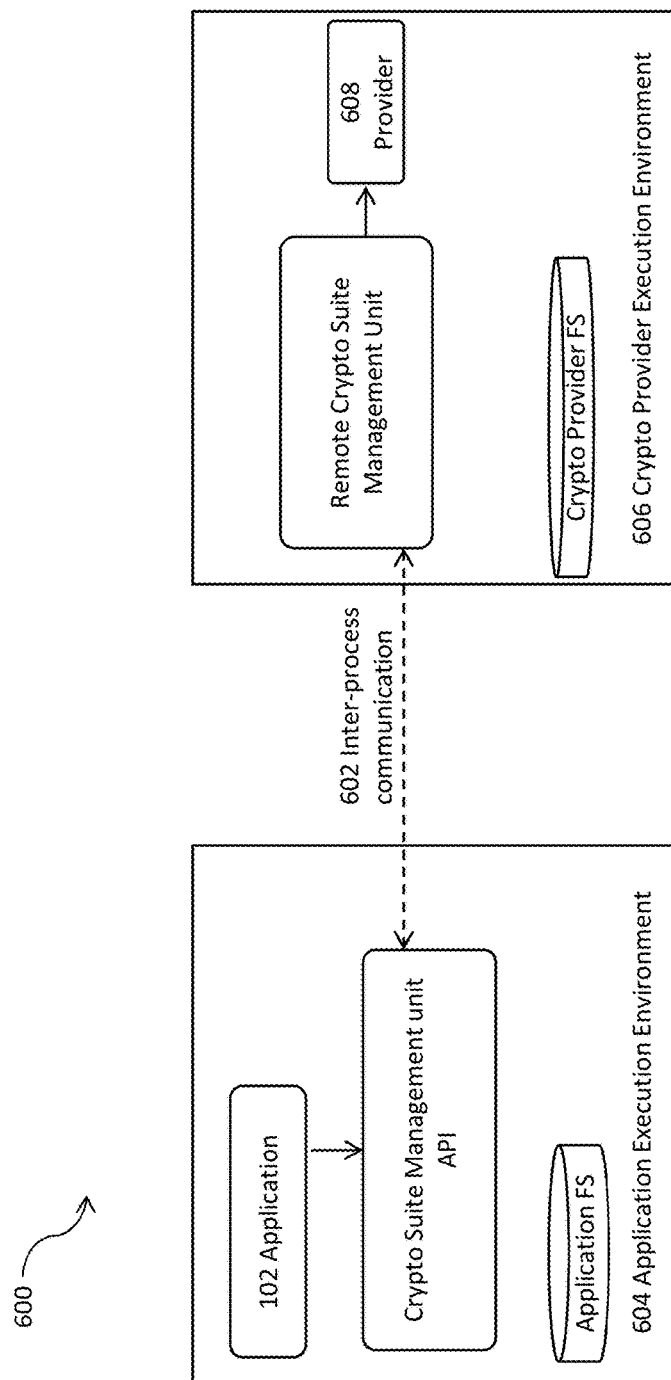 600
102 Application
Crypto Suite Management unit
API
Application FS
604 Application Execution Environment
602 Inter-process
communication
608
Provider
Remote Crypto Suite
Management Unit
Crypto Provider FS
606 Crypto Provider Execution Environment